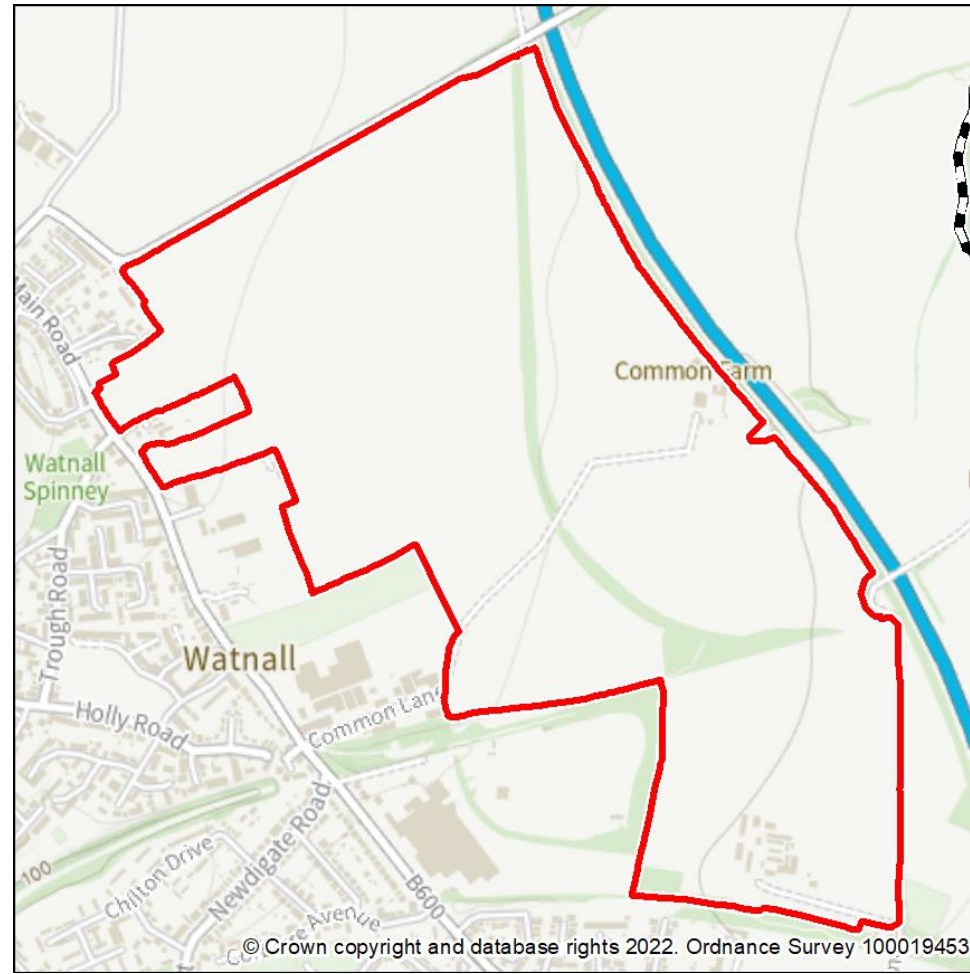 Main Road
Common Farm
Watnall
Spinney
Trough Road
Watnall
Holly Road
Common Lane
Newdigate Road
Chilton Drive
100
B600
Avenue
© Crown copyright and database rights 2022. Ordnance Survey 100019453